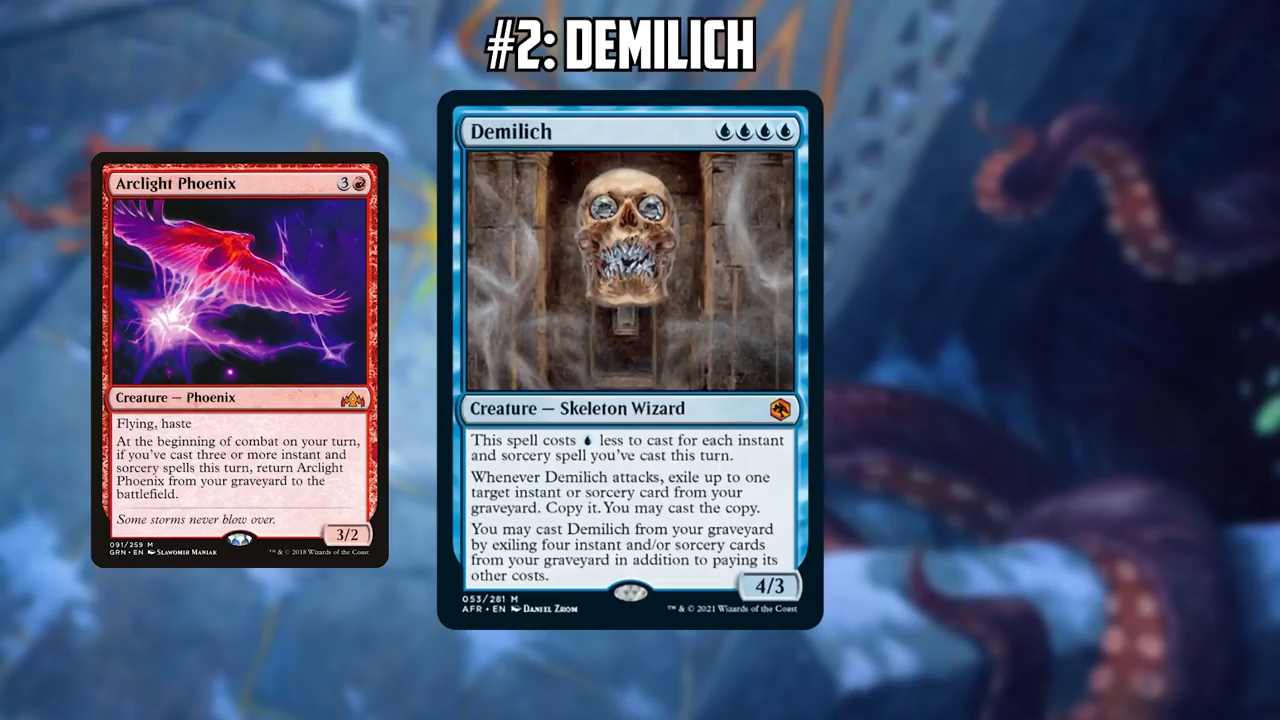 #2: DEMILICH
Arclight Phoenix
3
Creature — Phoenix
Flying, haste
At the beginning of combat on your turn,
if you've cast three or more instant and
sorcery spells this turn, return Arclight
Phoenix from your graveyard to the
battlefield.
Some storms never blow over.
3/2
091/259 M
GRN • EN Slawomir Maniak
™ & © 2018 Wizards of the Coast
Demilich
Creature — Skeleton Wizard
This spell costs less to cast for each instant
and sorcery spell you've cast this turn.
Whenever Demilich attacks, exile up to one
target instant or sorcery card from your
graveyard. Copy it. You may cast the copy.
You may cast Demilich from your graveyard
by exiling four instant and/or sorcery cards
from your graveyard in addition to paying its
other costs.
4/3
053/281 M
AFR • EN Daniel Zrom
™ & © 2021 Wizards of the Coast